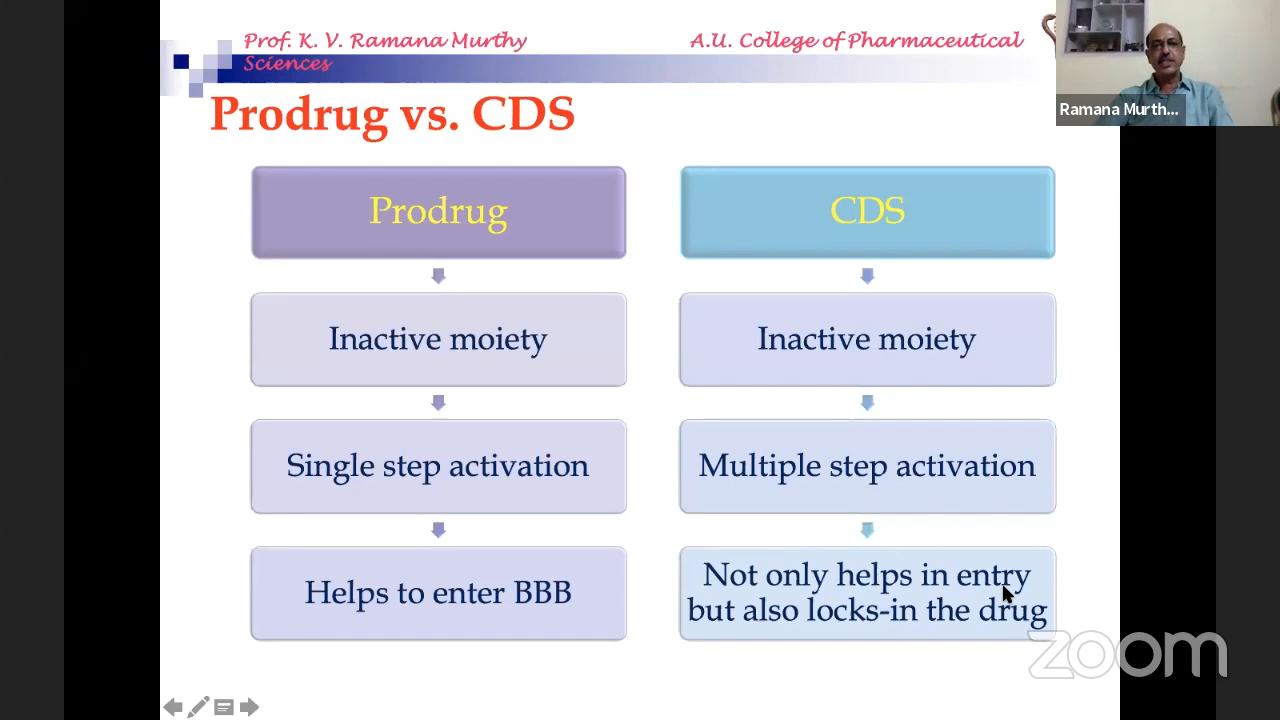 Prof. K. V. Ramana Murthy A.U. College of Pharmaceutical
Sciences
Ramana Murth...
Prodrug vs. CDS
Prodrug
CDS
Inactive moiety
Inactive moiety
Single step activation
Multiple step activation
Helps to enter BBB
Not only helps in entry
but also locks-in the drug
zoom